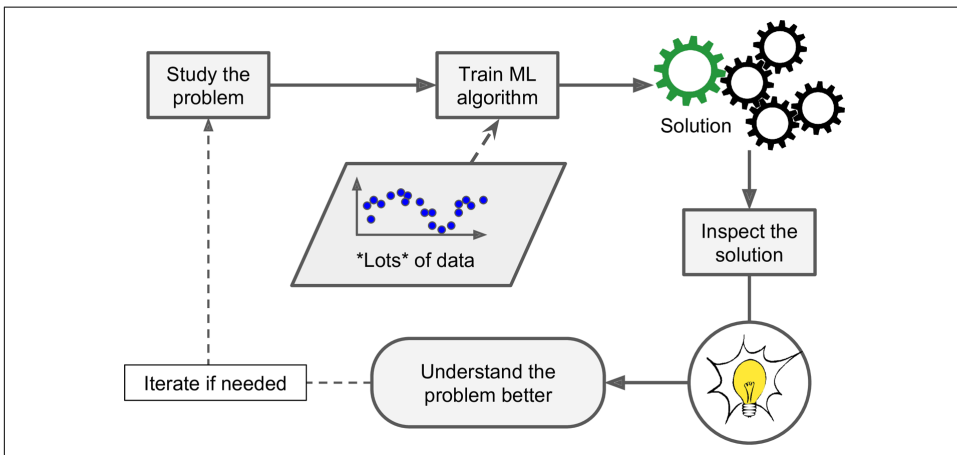 Study the
problem
Train ML
algorithm
Solution
*Lots* of data
Inspect the
solution
Understand the
problem better
Iterate if needed